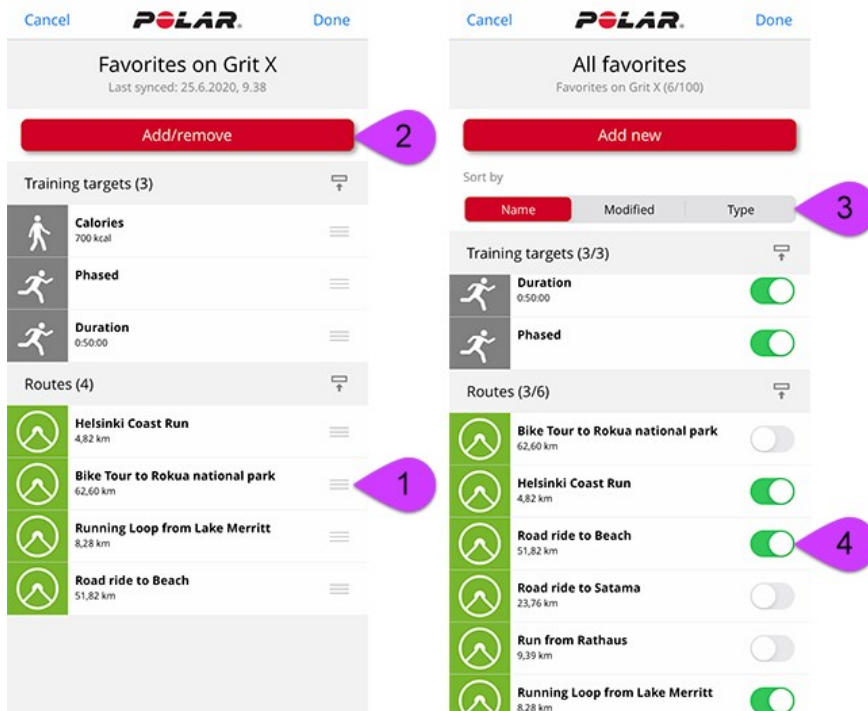 Cancel
POLAR.
Done
Favorites on Grit X
Last synced: 25.6.2020, 9.38
Add/remove
2
Training targets (3)
Calories
700 kcal
Phased
Duration
0:50:00
Routes (4)
Helsinki Coast Run
4,82 km
Bike Tour to Rokua national park
62,60 km
1
Running Loop from Lake Merritt
8,28 km
Road ride to Beach
51,82 km
Cancel
POLAR.
Done
All favorites
Favorites on Grit X (6/100)
Add new
Sort by
Name Modified Type
3
Training targets (3/3)
Duration
0:50:00
Phased
Routes (3/6)
Bike Tour to Rokua national park
62,60 km
Helsinki Coast Run
4,82 km
Road ride to Beach
51,82 km
4
Road ride to Satama
23,76 km
Run from Rathaus
9,39 km
Running Loop from Lake Merritt
8,28 km